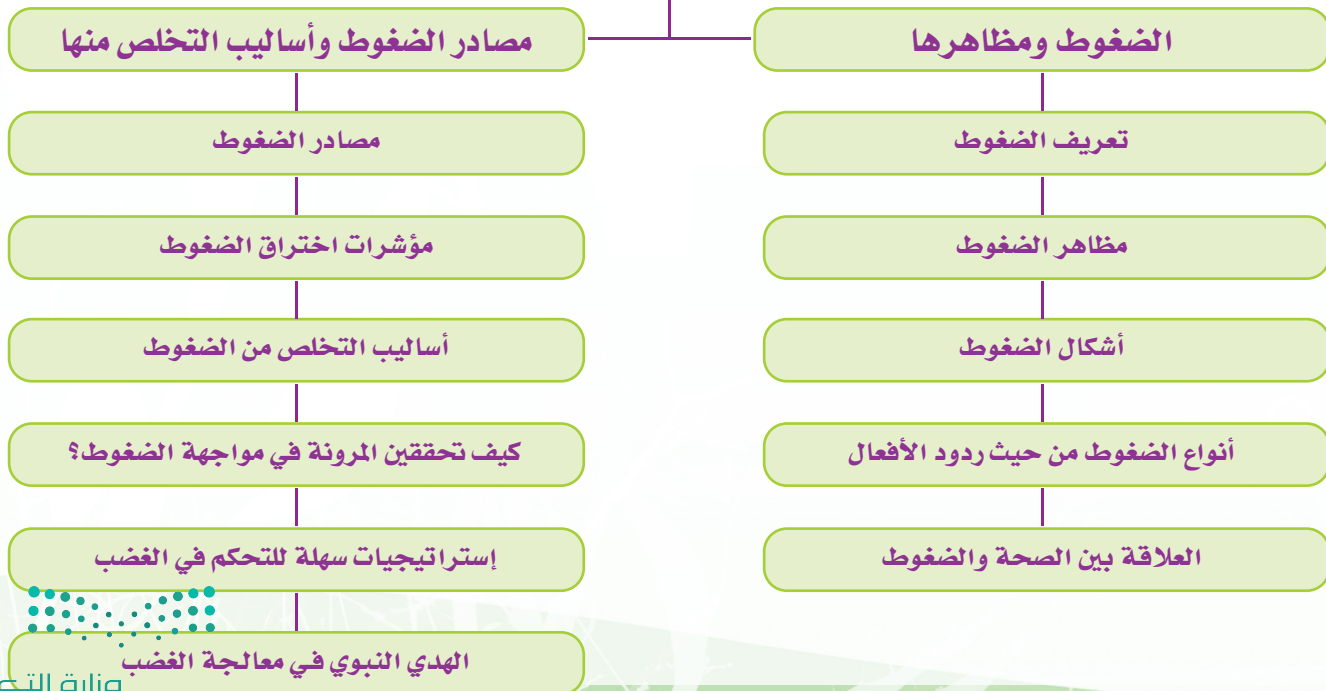 الضغوط ومظاهرها
تعريف الضغوط
مظاهر الضغوط
أشكال الضغوط
أنواع الضغوط من حيث ردود الأفعال
العلاقة بين الصحة والضغوط
مصادر الضغوط وأساليب التخلص منها
مصادر الضغوط
مؤشرات اختراق الضغوط
أساليب التخلص من الضغوط
كيف تحققين المرونة في مواجهة الضغوط؟
إستراتيجيات سهلة للتحكم في الغضب
الهدي النبوي في معالجة الغضب
وزارة